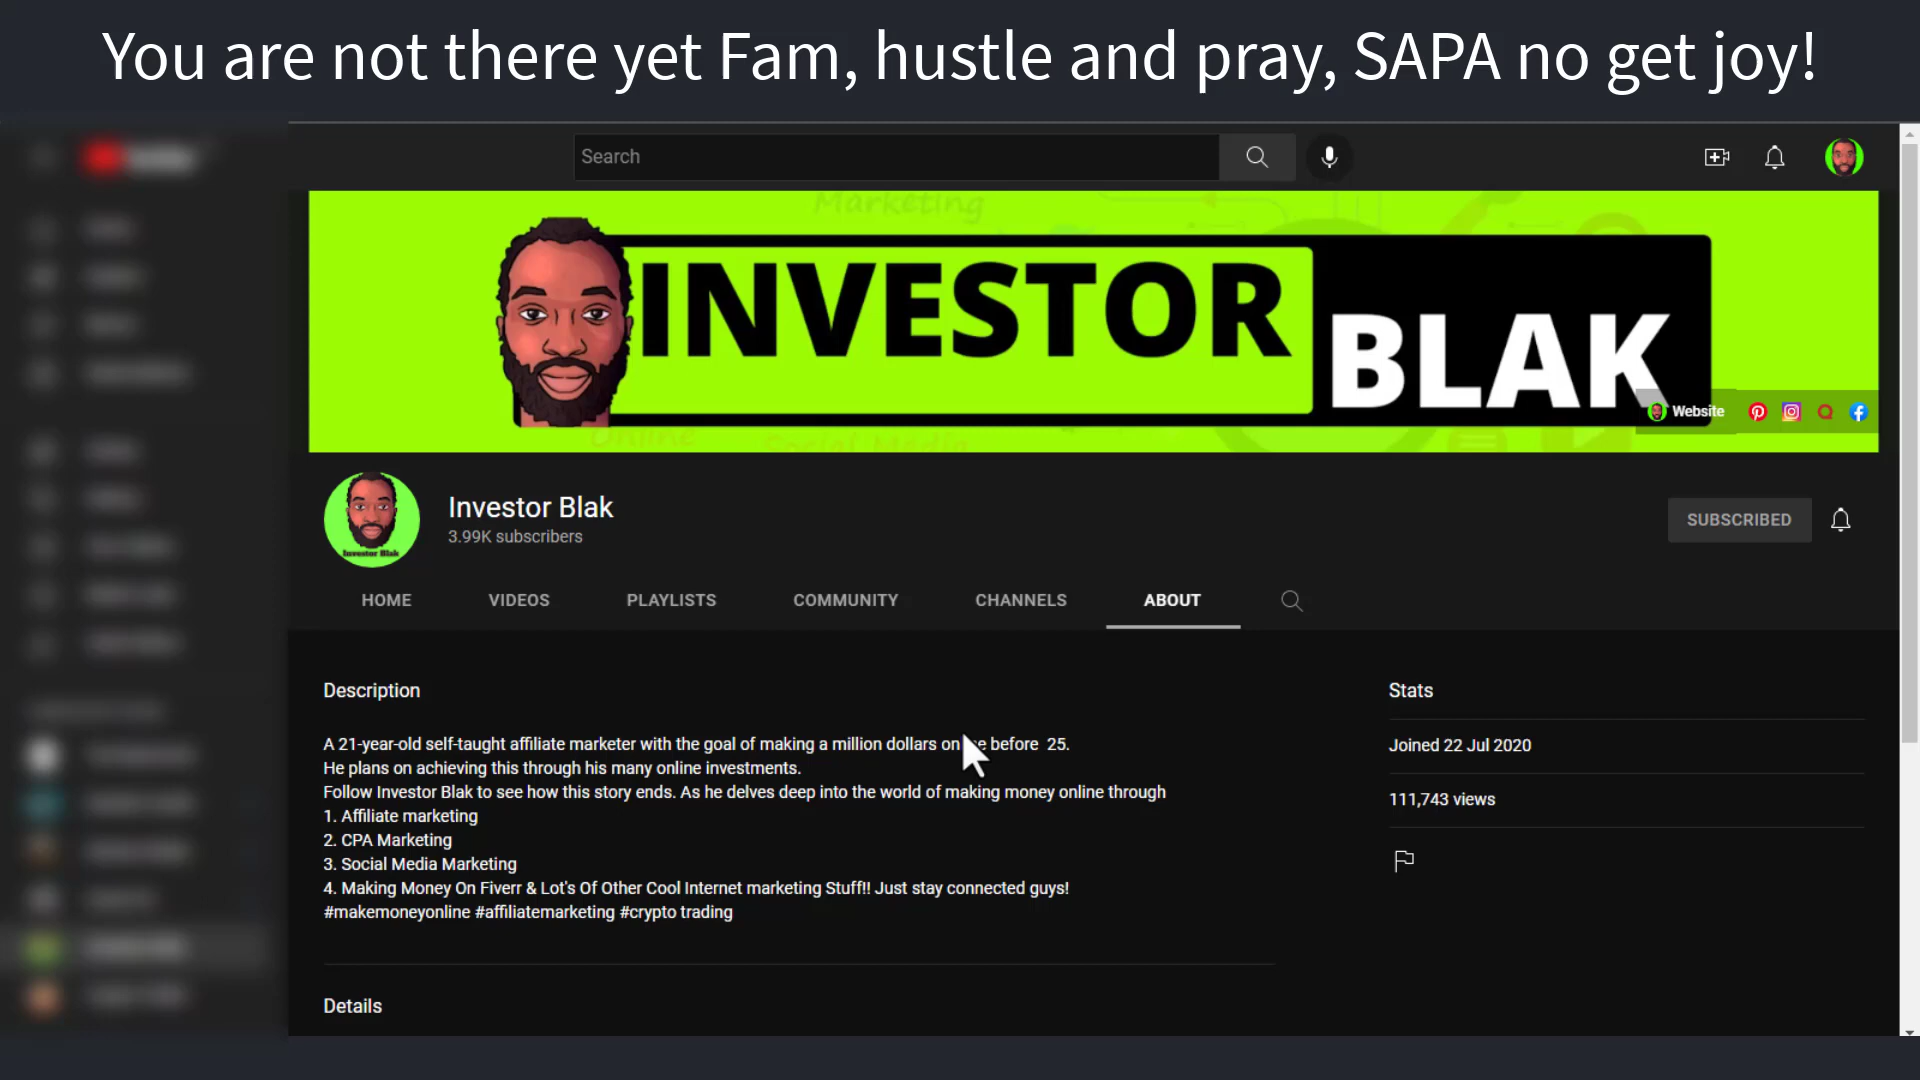 You are not there yet Fam, hustle and pray, SAPA no get joy!
Search
Marketing
INVESTOR
BLAK
Website
Online
Social Media
Investor Blak
Investor Blak
3.99K subscribers
SUBSCRIBED
HOME
VIDEOS
PLAYLISTS
COMMUNITY
CHANNELS
ABOUT
Description
A 21-year-old self-taught affiliate marketer with the goal of making a million dollars before 25.
He plans on achieving this through his many online investments.
Follow Investor Blak to see how this story ends. As he delves deep into the world of making money online through
1. Affiliate marketing
2. CPA Marketing
3. Social Media Marketing
4. Making Money On Fiverr & Lot's Of Other Cool Internet marketing Stuff!! Just stay connected guys!
#makemoneyonline #affiliatemarketing #crypto trading
Stats
Joined 22 Jul 2020
111,743 views
Details